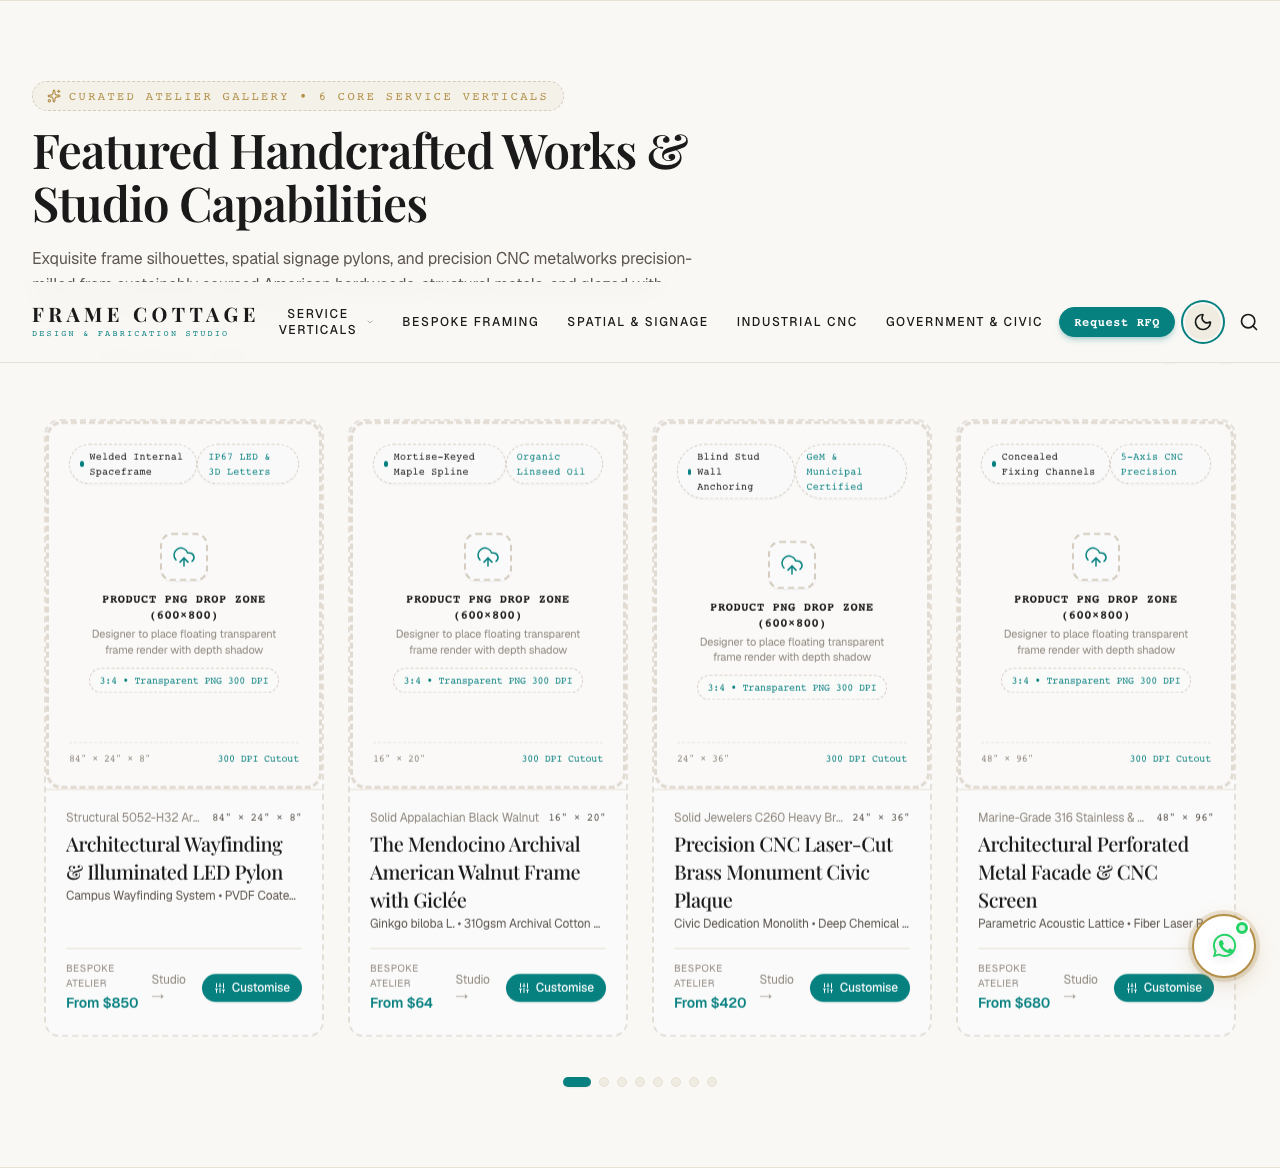 CURATED ATELIER GALLERY • 6 CORE SERVICE VERTICALS
Featured Handcrafted Works &
Studio Capabilities
Exquisite frame silhouettes, spatial signage pylons, and precision CNC metalworks precision-
milled from sustainably sourced American hardwoods, structural metals, and glazed with
FRAME COTTAGE
DESIGN & FABRICATION STUDIO
SERVICE
VERTICALS
BESPOKE FRAMING
SPATIAL & SIGNAGE
INDUSTRIAL CNC
GOVERNMENT & CIVIC
Request RFQ
Welded Internal
Spaceframe
IP67 LED &
3D Letters
PRODUCT PNG DROP ZONE
(600×800)
Designer to place floating transparent
frame render with depth shadow
3:4 • Transparent PNG 300 DPI
84" × 24" × 8"
300 DPI Cutout
Structural 5052-H32 Ar...
84" × 24" × 8"
Architectural Wayfinding
& Illuminated LED Pylon
Campus Wayfinding System • PVDF Coate...
BESPOKE
ATELIER
From $850
Studio
→
Customise
Mortise-Keyed
Maple Spline
Organic
Linseed Oil
PRODUCT PNG DROP ZONE
(600×800)
Designer to place floating transparent
frame render with depth shadow
3:4 • Transparent PNG 300 DPI
16" × 20"
300 DPI Cutout
Solid Appalachian Black Walnut
16" × 20"
The Mendocino Archival
American Walnut Frame
with Giclée
Ginkgo biloba L. • 310gsm Archival Cotton ...
BESPOKE
ATELIER
From $64
Studio
→
Customise
Blind Stud
Wall
Anchoring
GeM &
Municipal
Certified
PRODUCT PNG DROP ZONE
(600×800)
Designer to place floating transparent
frame render with depth shadow
3:4 • Transparent PNG 300 DPI
24" × 36"
300 DPI Cutout
Solid Jewelers C260 Heavy Br...
24" × 36"
Precision CNC Laser-Cut
Brass Monument Civic
Plaque
Civic Dedication Monolith • Deep Chemical ...
BESPOKE
ATELIER
From $420
Studio
→
Customise
Concealed
Fixing Channels
5-Axis CNC
Precision
PRODUCT PNG DROP ZONE
(600×800)
Designer to place floating transparent
frame render with depth shadow
3:4 • Transparent PNG 300 DPI
48" × 96"
300 DPI Cutout
Marine-Grade 316 Stainless & ...
48" × 96"
Architectural Perforated
Metal Facade & CNC
Screen
Parametric Acoustic Lattice • Fiber Laser
BESPOKE
ATELIER
From $680
Studio
→
Customise